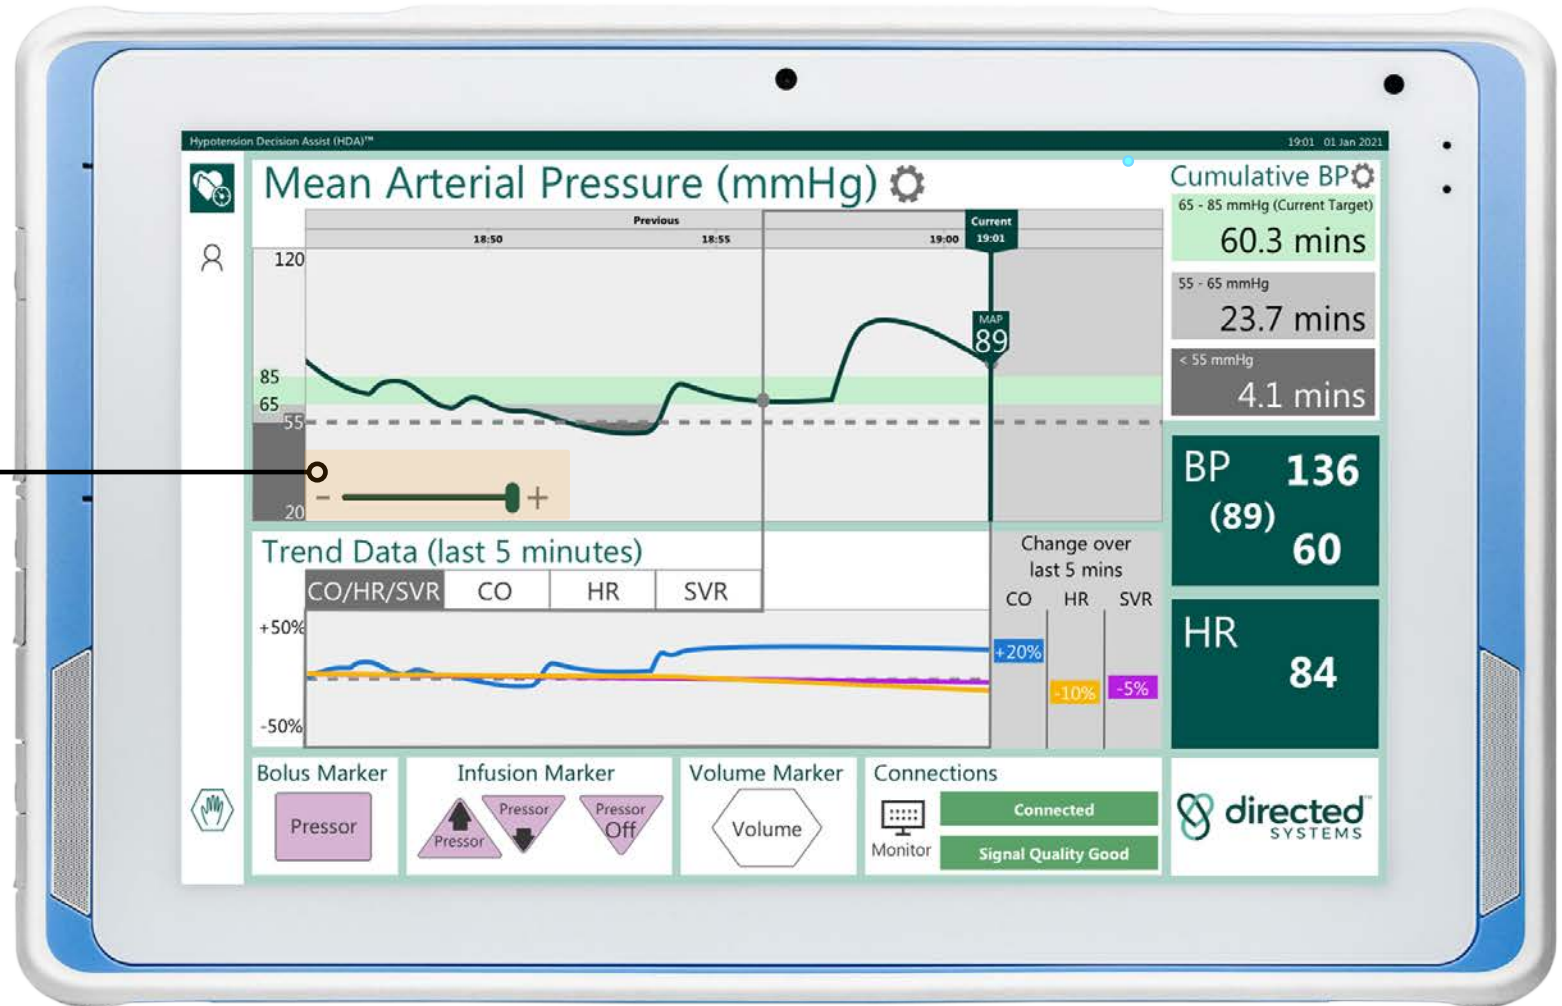 Hypotension Decision Assist (HDA)™
19:01 01 Jan 2021
Mean Arterial Pressure (mmHg)
Previous
18:50
18:55
19:00
Current
19:01
120
85
65
55
20
MAP
89
- +
Cumulative BP
65 - 85 mmHg (Current Target)
60.3 mins
55 - 65 mmHg
23.7 mins
< 55 mmHg
4.1 mins
BP 136
(89)
60
HR
84
Trend Data (last 5 minutes)
CO/HR/SVR CO HR SVR
+50%
-50%
Change over
last 5 mins
CO HR SVR
+20%
-10%
-5%
Bolus Marker
Pressor
Infusion Marker
Pressor
Pressor
Pressor
Off
Volume Marker
Volume
Connections
Monitor
Connected
Signal Quality Good
directed™
SYSTEMS